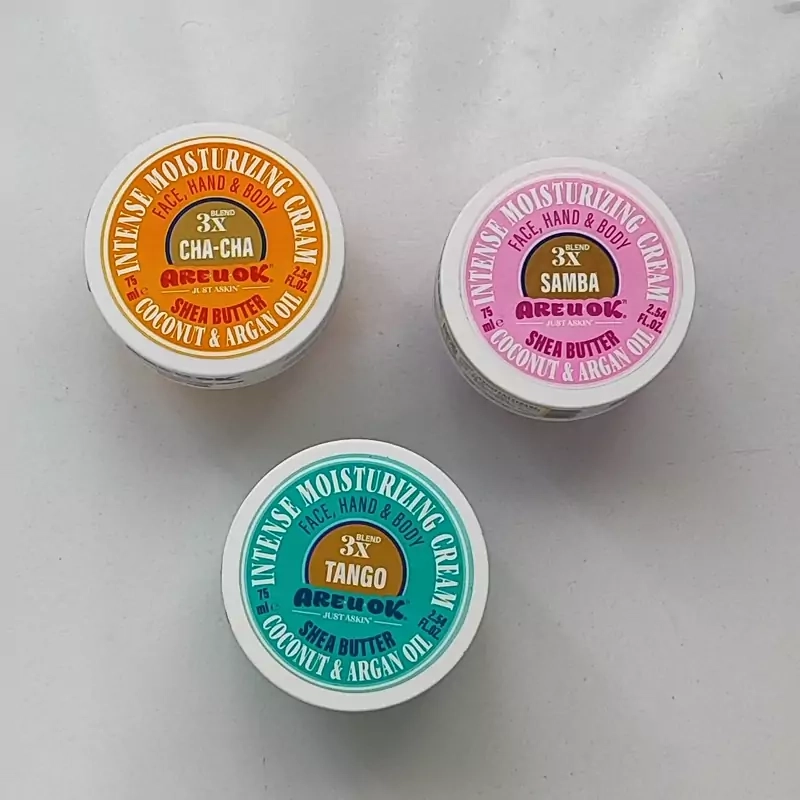 INTENSE MOISTURIZING CREAM
FACE, HAND & BODY
3X BLEND
CHA-CHA
AREUOK
JUST ASKIN'
75 ml e
2.54 FL.OZ.
SHEA BUTTER
COCONUT & ARGAN OIL
INTENSE MOISTURIZING CREAM
FACE, HAND & BODY
3X BLEND
SAMBA
AREUOK
JUST ASKIN'
75 ml e
2.54 FL.OZ.
SHEA BUTTER
COCONUT & ARGAN OIL
INTENSE MOISTURIZING CREAM
FACE, HAND & BODY
3X BLEND
TANGO
AREUOK
JUST ASKIN'
75 ml e
2.54 FL.OZ.
SHEA BUTTER
COCONUT & ARGAN OIL